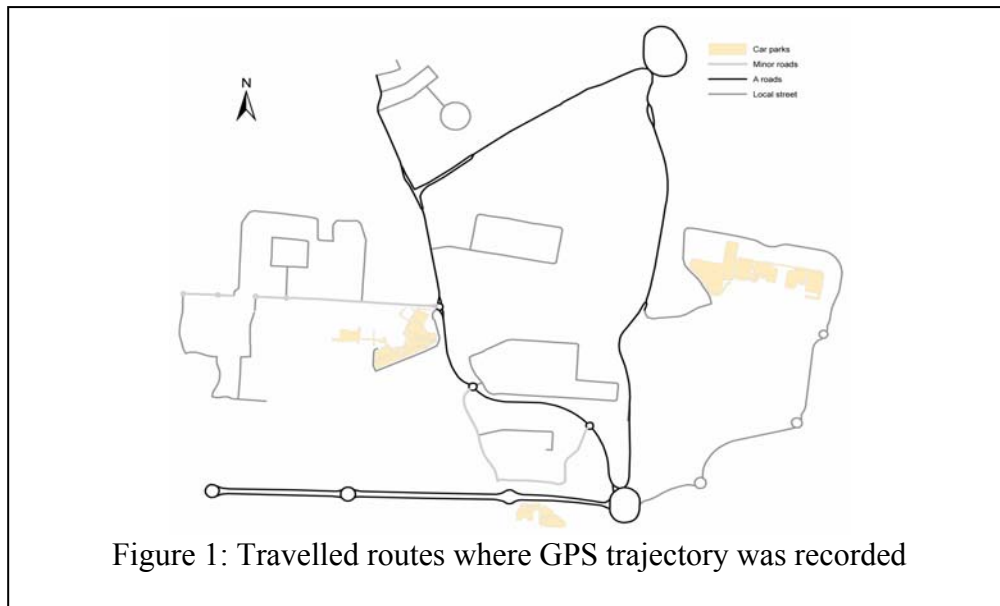 N
Car parks
Minor roads
A roads
Local street
Figure 1: Travelled routes where GPS trajectory was recorded